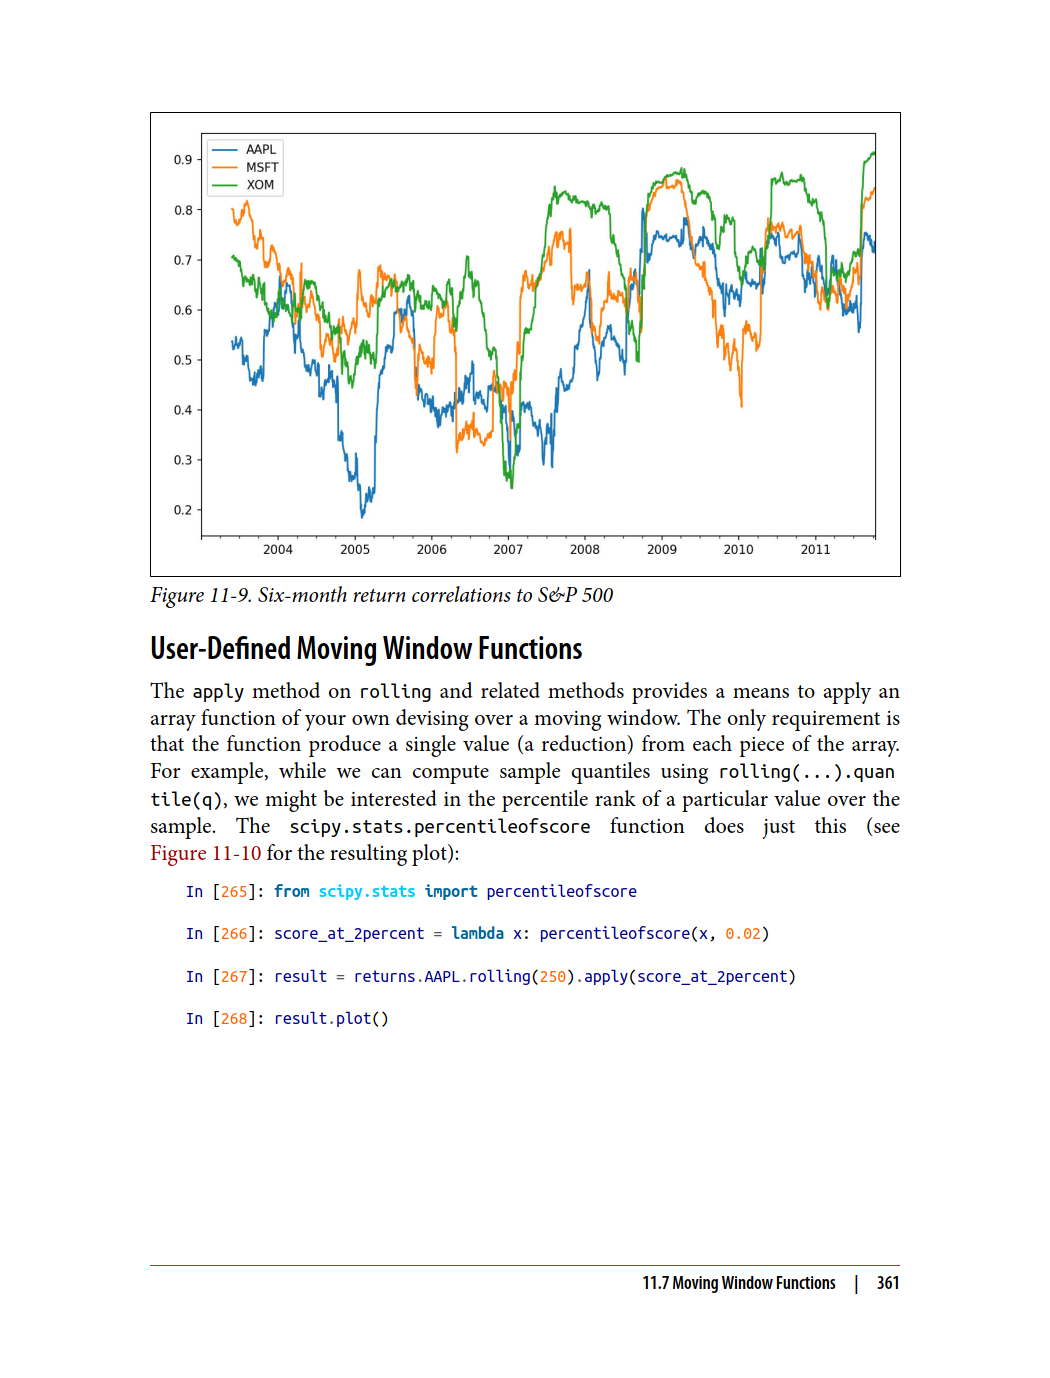 AAPL
MSFT
XOM
0.9
0.8
0.7
0.6
0.5
0.4
0.3
0.2
2004 2005 2006 2007 2008 2009 2010 2011
Figure 11-9. Six-month return correlations to S&P 500
User-Defined Moving Window Functions
The apply method on rolling and related methods provides a means to apply an
array function of your own devising over a moving window. The only requirement is
that the function produce a single value (a reduction) from each piece of the array.
For example, while we can compute sample quantiles using rolling(...).quan
tile(q), we might be interested in the percentile rank of a particular value over the
sample. The scipy.stats.percentileofscore function does just this (see
Figure 11-10 for the resulting plot):
In [265]: from scipy.stats import percentileofscore
In [266]: score_at_2percent = lambda x: percentileofscore(x, 0.02)
In [267]: result = returns.AAPL.rolling(250).apply(score_at_2percent)
In [268]: result.plot()
11.7 Moving Window Functions | 361